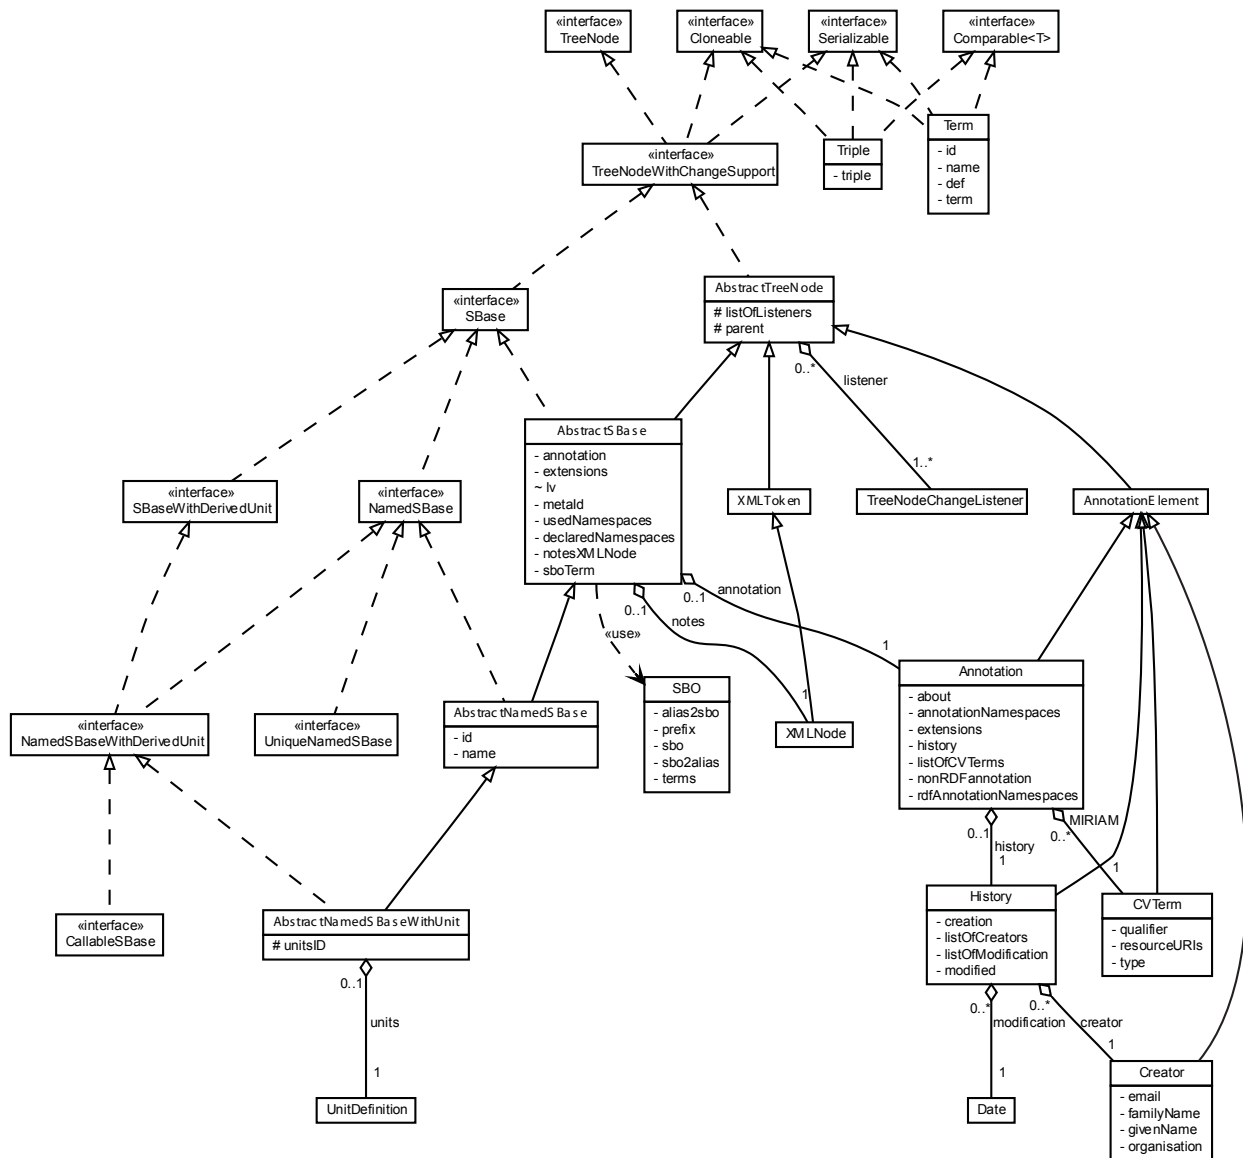 «interface»
TreeNode
«interface»
Cloneable
«interface»
Serializable
«interface»
Comparable<T>
Term
- id
- name
- def
- term
Triple
- triple
«interface»
TreeNodeWithChangeSupport
AbstractTreeNode
# listOfListeners
# parent
«interface»
SBase
0..*
listener
1..*
AbstractSBase
- annotation
- extensions
~ lv
- metaId
- usedNamespaces
- declaredNamespaces
- notesXMLNode
- sboTerm
«interface»
SBaseWithDerivedUnit
«interface»
NamedSBase
XMLToken
TreeNodeChangeListener
AnnotationElement
0..1
notes
0..1
annotation
1
«use»
1
SBO
- alias2sbo
- prefix
- sbo
- sbo2alias
- terms
XMLNode
Annotation
- about
- annotationNamespaces
- extensions
- history
- listOfCVTerms
- nonRDFannotation
- rdfAnnotationNamespaces
«interface»
NamedSBaseWithDerivedUnit
«interface»
UniqueNamedSBase
AbstractNamedSBase
- id
- name
0..1
history
1
MIRIAM
0..*
1
«interface»
CallableSBase
AbstractNamedSBaseWithUnit
# unitsID
History
- creation
- listOfCreators
- listOfModification
- modified
CVTerm
- qualifier
- resourceURIs
- type
0..1
units
1
0..*
modification
1
0..*
creator
1
UnitDefinition
Date
Creator
- email
- familyName
- givenName
- organisation